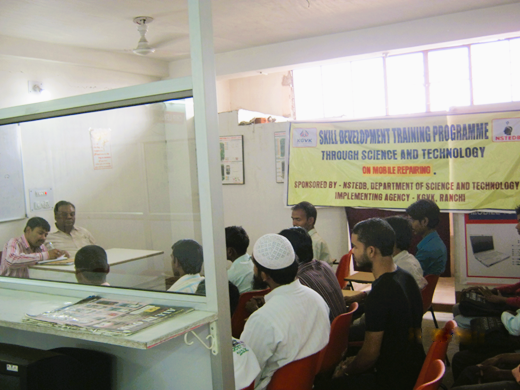 SKILL DEVELOPMENT TRAINING PROGRAMME
THROUGH SCIENCE AND TECHNOLOGY
ON MOBILE REPAIRING
SPONSORED BY - NSTEDB, DEPARTMENT OF SCIENCE AND TECHNOLOGY
IMPLEMENTING AGENCY - KGVK, RANCHI